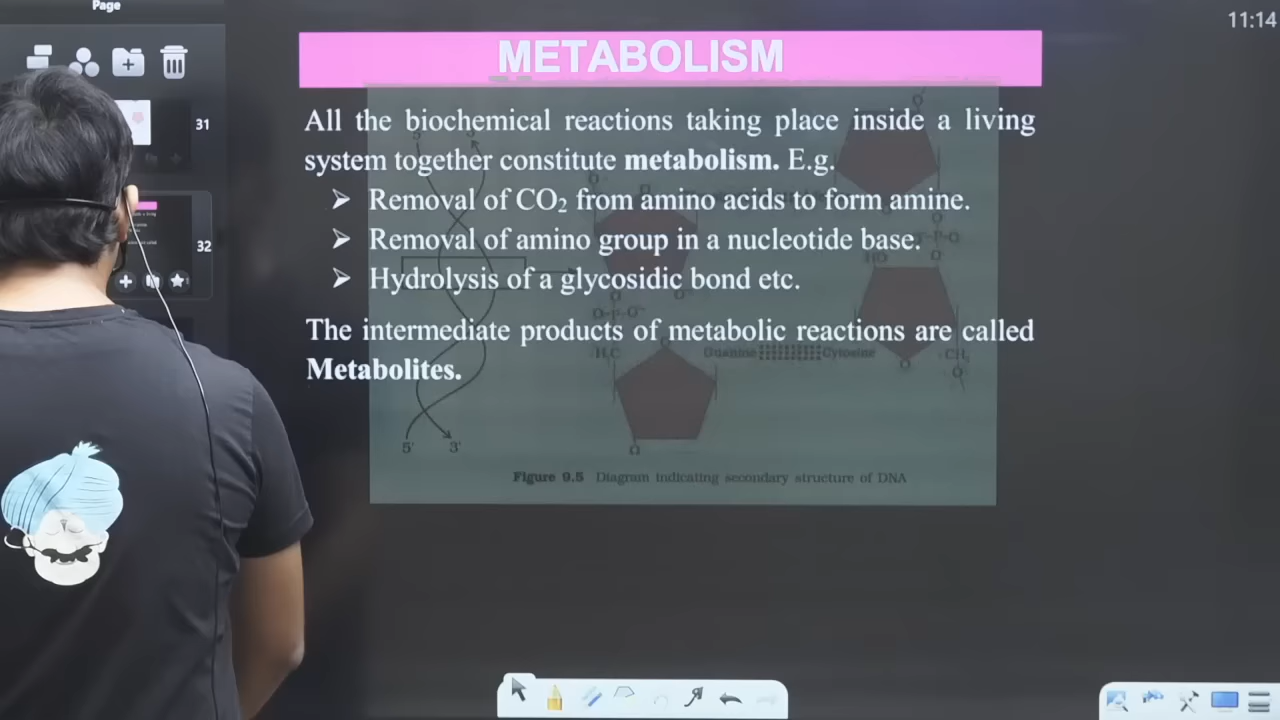 Page
11:14
METABOLISM
31
All the biochemical reactions taking place inside a living
system together constitute metabolism. E.g.
➢ Removal of CO₂ from amino acids to form amine.
32
➢ Removal of amino group in a nucleotide base.
➢ Hydrolysis of a glycosidic bond etc.
The intermediate products of metabolic reactions are called
Metabolites.
Guanine
Cytosine
5'
3'
Figure 9.5 Diagram indicating secondary structure of DNA